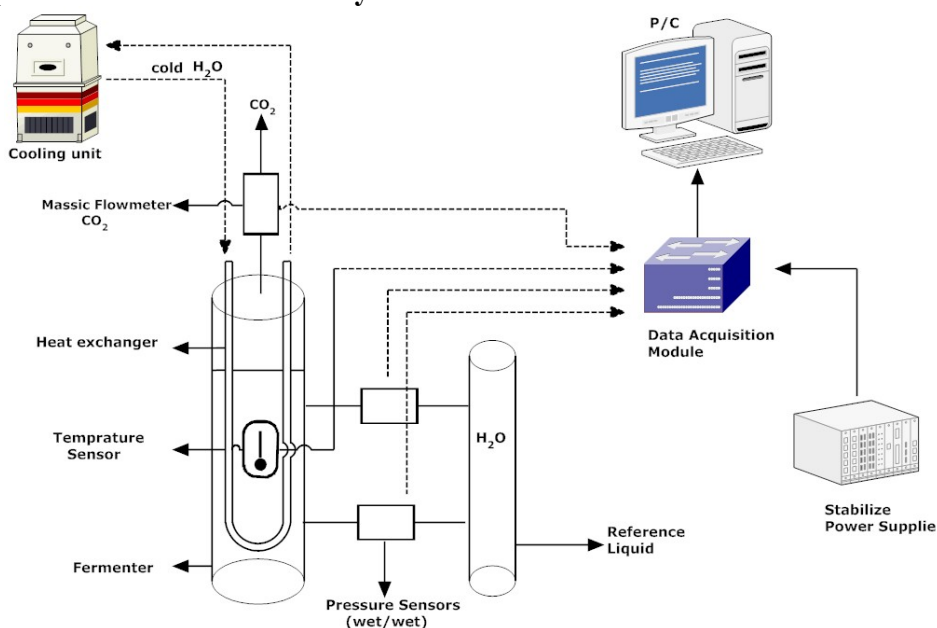 P/C
cold H₂O
CO₂
Cooling unit
Massic Flowmeter
CO₂
Data Acquisition
Module
Heat exchanger
H₂O
Temprature
Sensor
Stabilize
Power Supplie
Reference
Liquid
Fermenter
Pressure Sensors
(wet/wet)